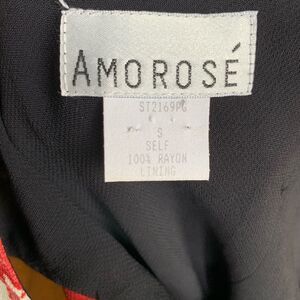 AMOROSÉ
ST2169PG
S
SELF
100% RAYON
LINING